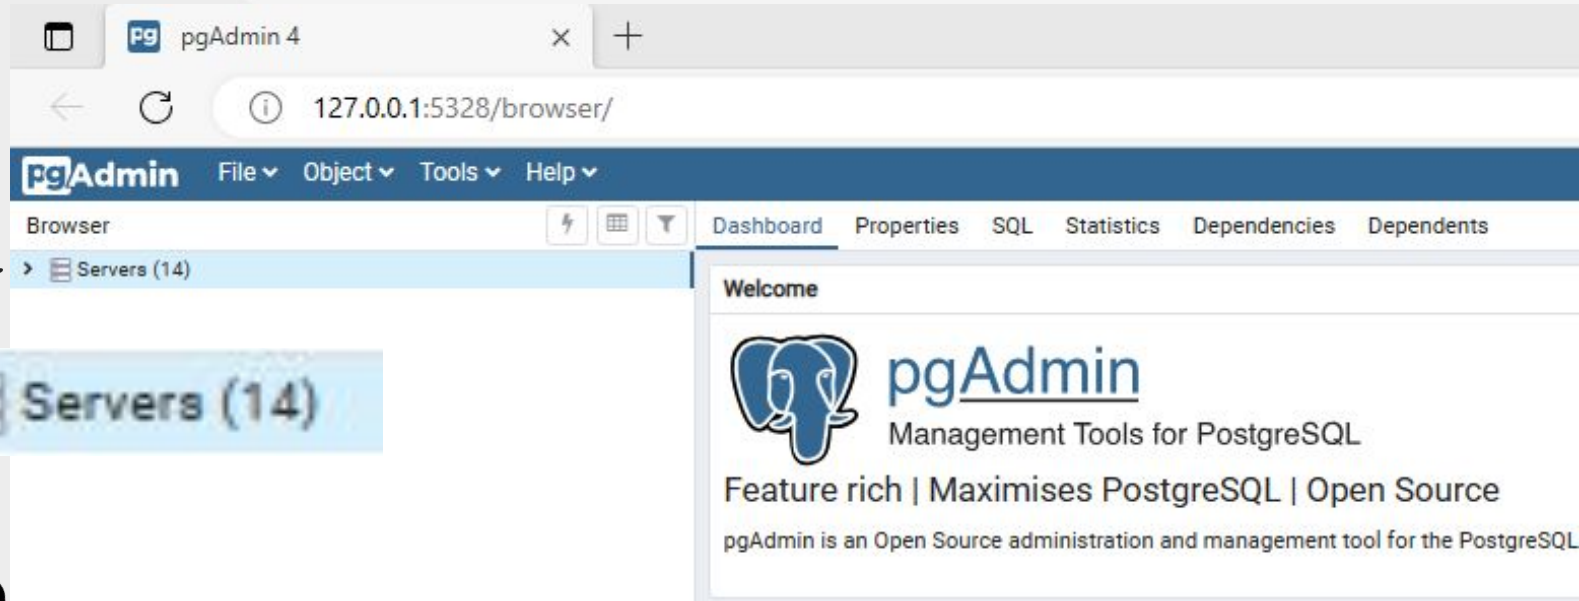 pgAdmin 4
127.0.0.1:5328/browser/
pgAdmin File Object Tools Help
Browser
Dashboard Properties SQL Statistics Dependencies Dependents
Servers (14)
Welcome
Servers (14)
pgAdmin
Management Tools for PostgreSQL
Feature rich | Maximises PostgreSQL | Open Source
pgAdmin is an Open Source administration and management tool for the PostgreSQL